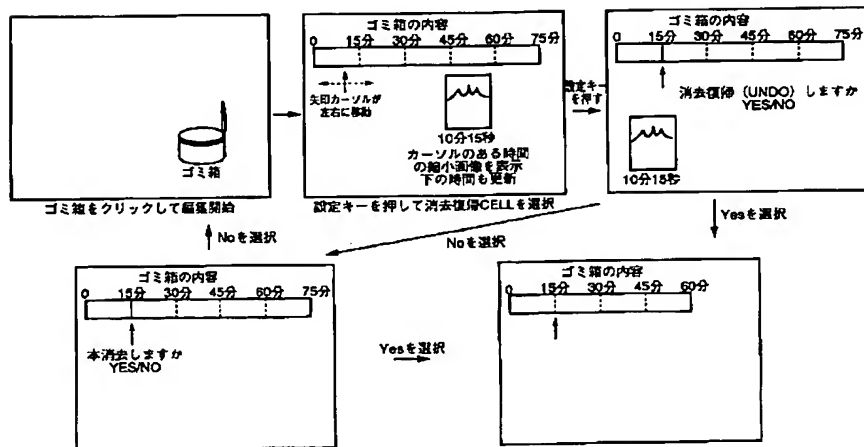 ゴミ箱
ゴミ箱をクリックして編集開始
ゴミ箱の内容
0 15分 30分 45分 60分 75分
矢印カーソルが
左右に移動
10分15秒
カーソルのある時間
の縮小画像を表示
下の時間も更新
設定キーを押して消去復帰CELLを選択
設定キー
を押す
ゴミ箱の内容
0 15分 30分 45分 60分 75分
消去復帰（UNDO）しますか
YES/NO
10分15秒
Noを選択
Noを選択
Yesを選択
ゴミ箱の内容
0 15分 30分 45分 60分 75分
本消去しますか
YES/NO
Yesを選択
ゴミ箱の内容
0 15分 30分 45分 60分